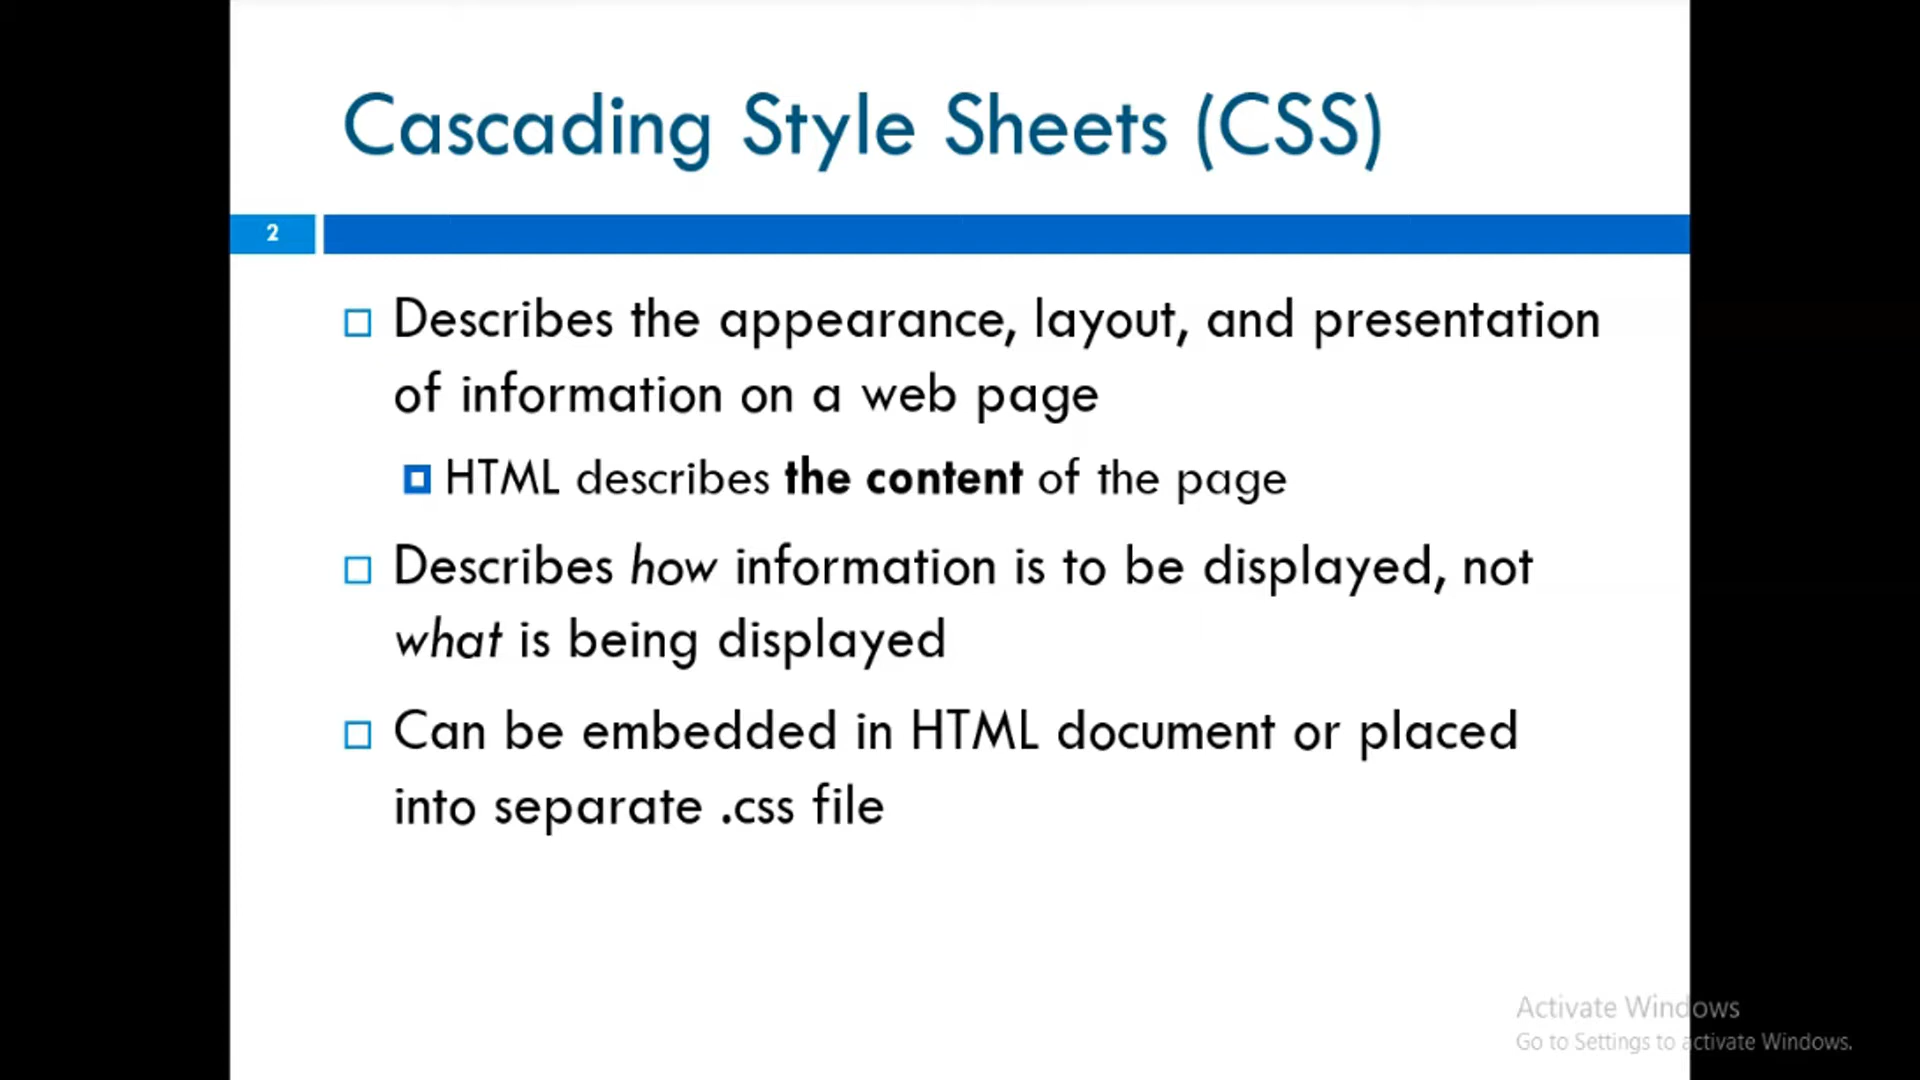 Cascading Style Sheets (CSS)
2
Describes the appearance, layout, and presentation
of information on a web page
HTML describes the content of the page
Describes how information is to be displayed, not
what is being displayed
Can be embedded in HTML document or placed
into separate .css file
Activate Windows
Go to Settings to activate Windows.